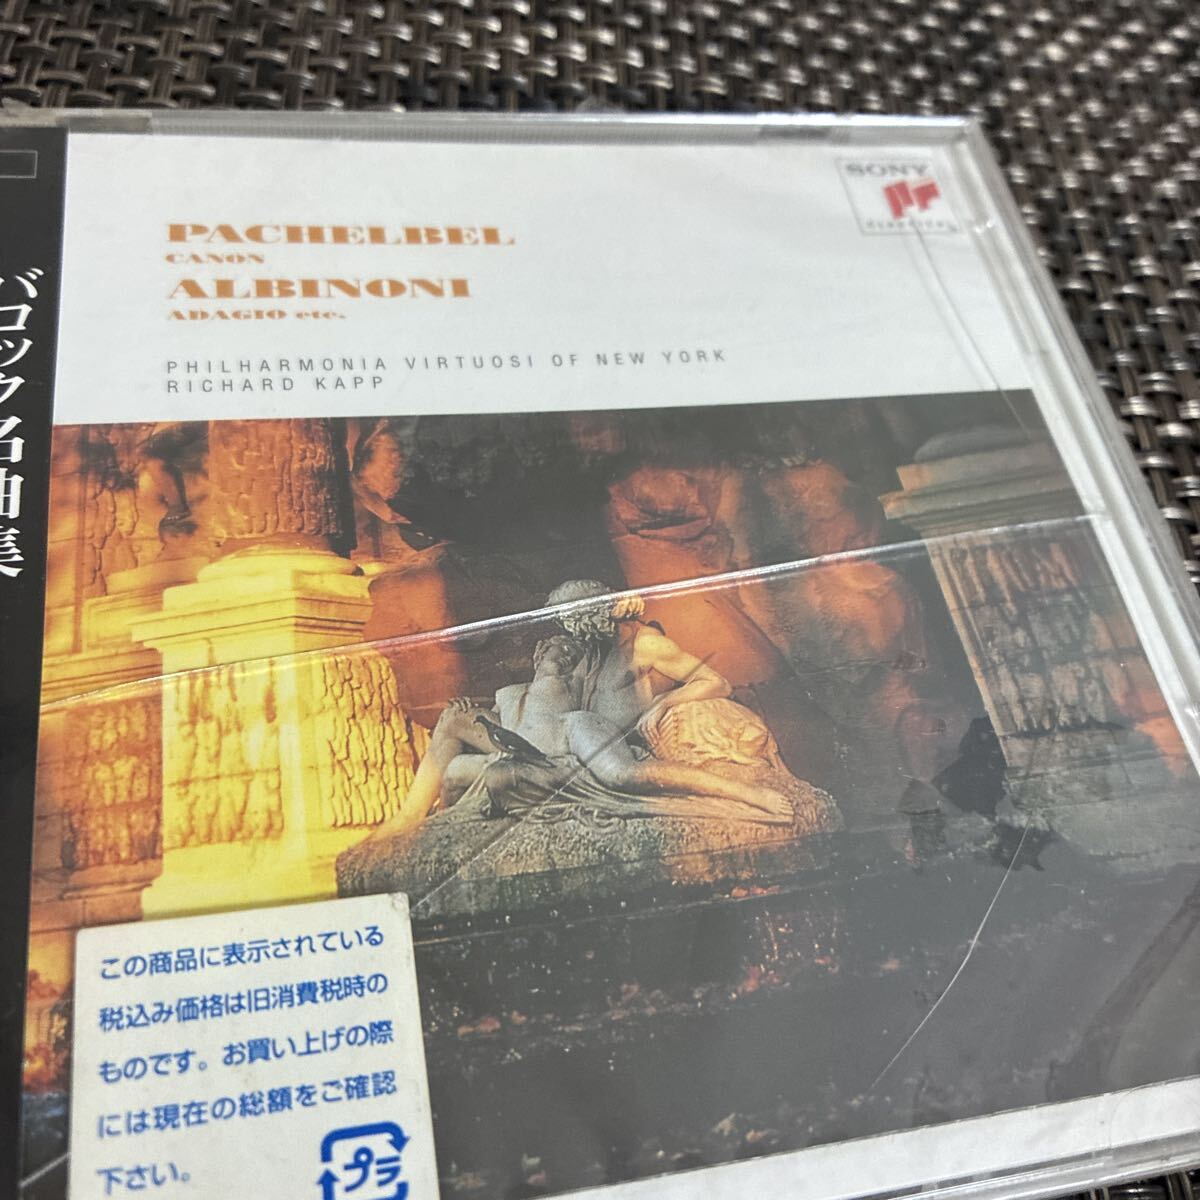 バロック名曲集
SONY
PACHELBEL
CANON
ALBINONI
ADAGIO etc.
PHILHARMONIA VIRTUOSI OF NEW YORK
RICHARD KAPP
この商品に表示されている
税込み価格は旧消費税時の
ものです。お買い上げの際
には現在の総額をご確認
下さい。
プラ